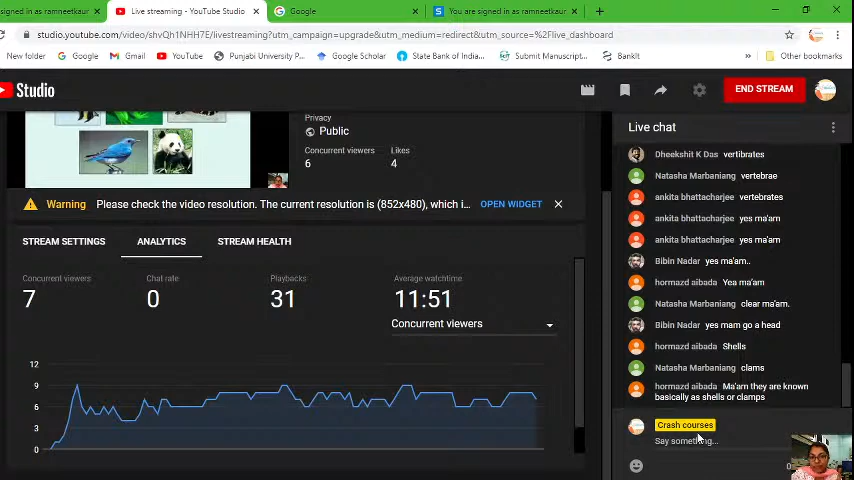 signed in as ramneetkaur
Live streaming - YouTube Studio
Google
You are signed in as ramneetkaur
studio.youtube.com/video/shvQh1NHH7E/livestreaming?utm_campaign=upgrade&utm_medium=redirect&utm_source=%2Flive_dashboard
New folder
Google
Gmail
YouTube
Punjabi University P...
Google Scholar
State Bank of Indi...
Submit Manuscript...
BankIt
Other bookmarks
Studio
END STREAM
Privacy
Public
Concurrent viewers
Likes
6
4
Warning
Please check the video resolution. The current resolution is (852x480), which i...
OPEN WIDGET
STREAM SETTINGS
ANALYTICS
STREAM HEALTH
Concurrent viewers
Chat rate
Playbacks
Average watchtime
7
0
31
11:51
Concurrent viewers
12
9
6
3
0
Live chat
Dheekshit K Das vertibrates
Natasha Marbaniang vertebrae
ankita bhattacharjee vertebrates
ankita bhattacharjee yes ma'am
ankita bhattacharjee yes ma'am
Bibin Nadar yes ma'am..
hormazd aibada Yea ma'am
Natasha Marbaniang clear ma'am.
Bibin Nadar yes mam go a head
hormazd aibada Shells
Natasha Marbaniang clams
hormazd aibada Ma'am they are known
basically as shells or clamps
Crash courses
Say something...